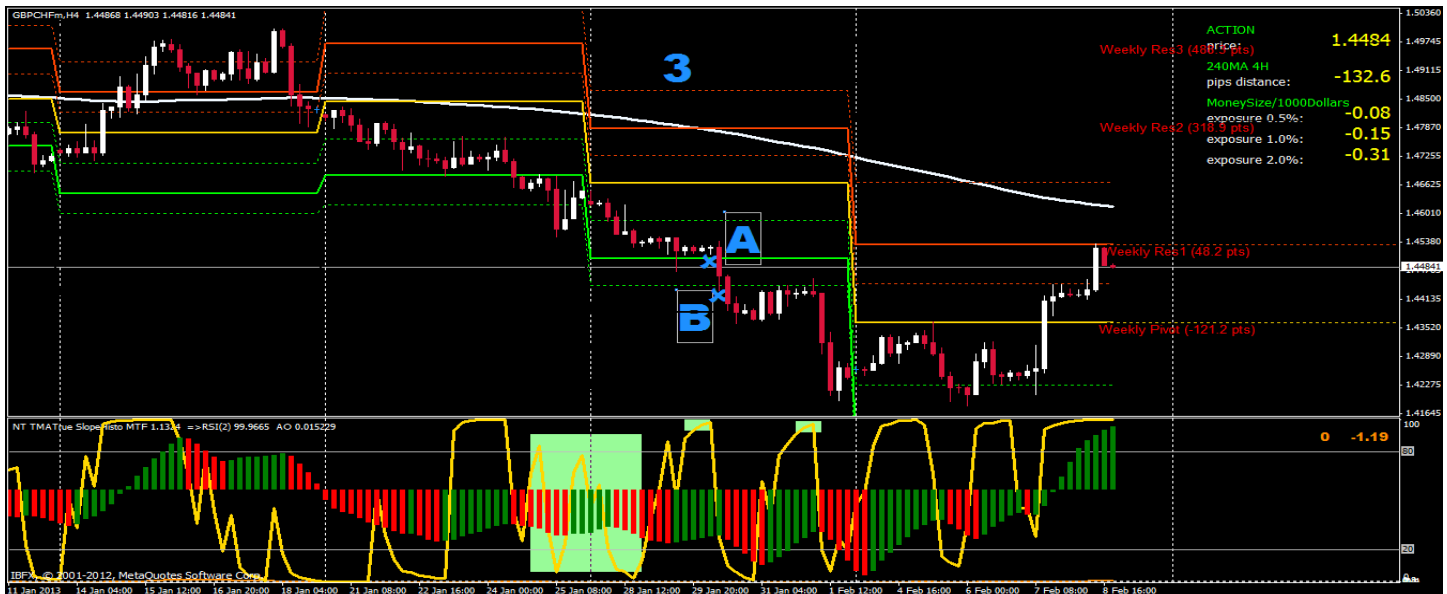 GBPCHFm,H4 1.44868 1.44903 1.44816 1.44841
3
ACTION
price: 1.4484
240MA 4H
pips distance: -132.6
MoneySize/1000Dollars
exposure 0.5%: -0.08
exposure 1.0%: -0.15
exposure 2.0%: -0.31
Weekly Res3 pts)
Weekly Res2 (318.9 pts)
Weekly Res1 (48.2 pts)
Weekly Pivot (-121.2 pts)
A
B
1.50360
1.49745
1.49115
1.48500
1.47870
1.47255
1.46625
1.46010
1.45380
1.44841
1.44135
1.43520
1.42890
1.42275
1.41645
NT TMATrue SlopeHisto MTF =>RSI(2) 99.9665 AO 0.015229
0 -1.19
100
80
20
IBFX, © 2001-2012, MetaQuotes Software Corp.
11 Jan 2013 14 Jan 04:00 15 Jan 12:00 16 Jan 20:00 18 Jan 04:00 21 Jan 08:00 22 Jan 16:00 24 Jan 00:00 25 Jan 08:00 28 Jan 12:00 29 Jan 20:00 31 Jan 04:00 1 Feb 12:00 4 Feb 16:00 6 Feb 00:00 7 Feb 08:00 8 Feb 16:00